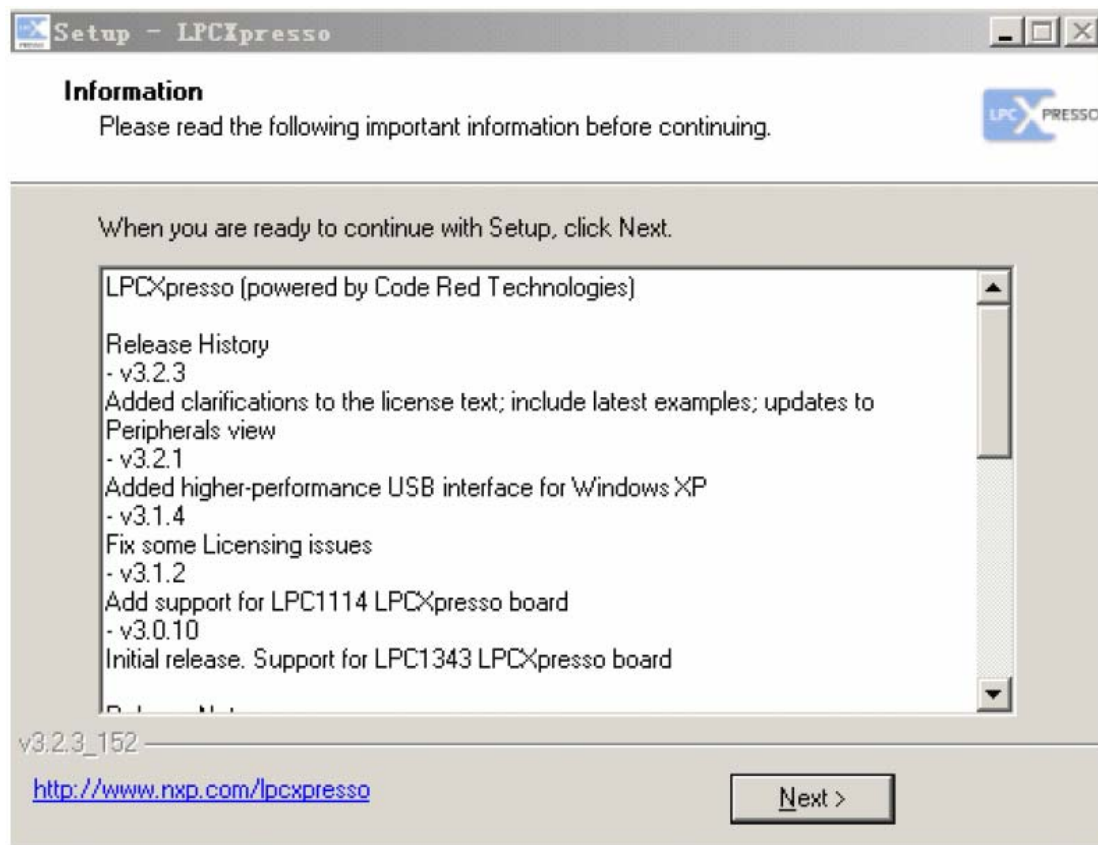 LPC X PRESSO
Setup - LPCXpresso
Information
Please read the following important information before continuing.
LPC X PRESSO
When you are ready to continue with Setup, click Next.
LPCXpresso (powered by Code Red Technologies)
Release History
- v3.2.3
Added clarifications to the license text; include latest examples; updates to
Peripherals view
- v3.2.1
Added higher-performance USB interface for Windows XP
- v3.1.4
Fix some Licensing issues
- v3.1.2
Add support for LPC1114 LPCXpresso board
- v3.0.10
Initial release. Support for LPC1343 LPCXpresso board
v3.2.3_152
http://www.nxp.com/lpcxpresso
Next >